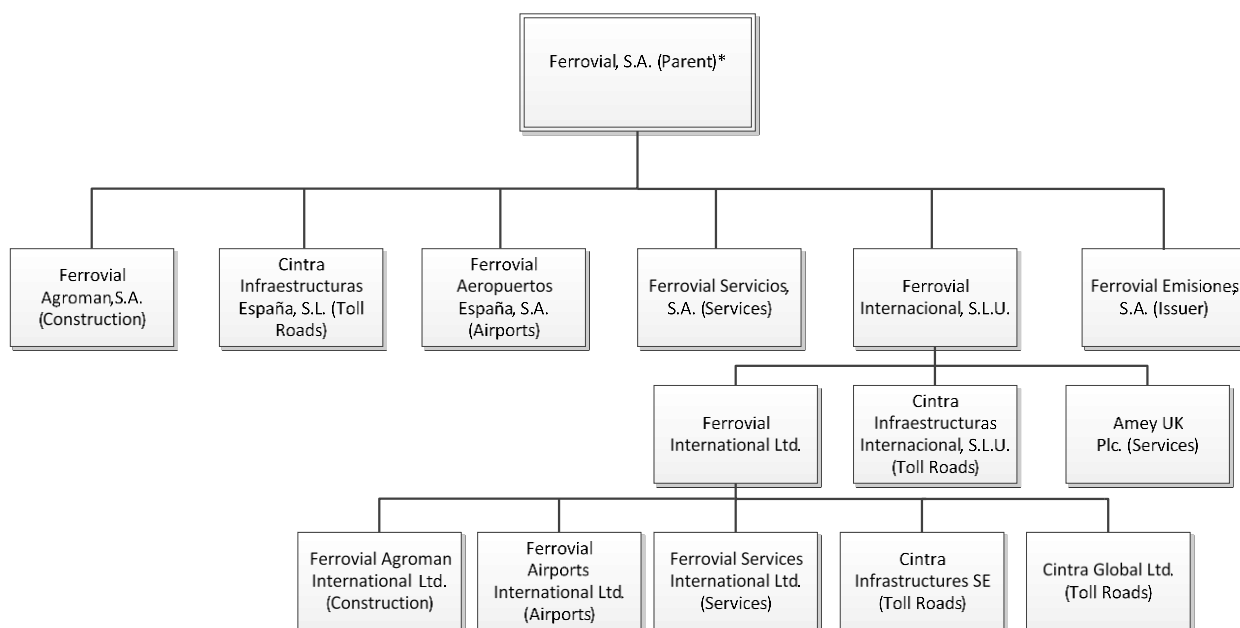 Ferrovial, S.A. (Parent)*
Ferrovial
Agroman,S.A.
(Construction)
Cintra
Infraestructuras
España, S.L. (Toll
Roads)
Ferrovial
Aeropuertos
España, S.A.
(Airports)
Ferrovial Servicios,
S.A. (Services)
Ferrovial
Internacional, S.L.U.
Ferrovial Emisiones,
S.A. (Issuer)
Ferrovial
International Ltd.
Cintra
Infraestructuras
Internacional, S.L.U.
(Toll Roads)
Amey UK
Plc. (Services)
Ferrovial Agroman
International Ltd.
(Construction)
Ferrovial
Airports
International Ltd.
(Airports)
Ferrovial Services
International Ltd.
(Services)
Cintra
Infrastructures SE
(Toll Roads)
Cintra Global Ltd.
(Toll Roads)